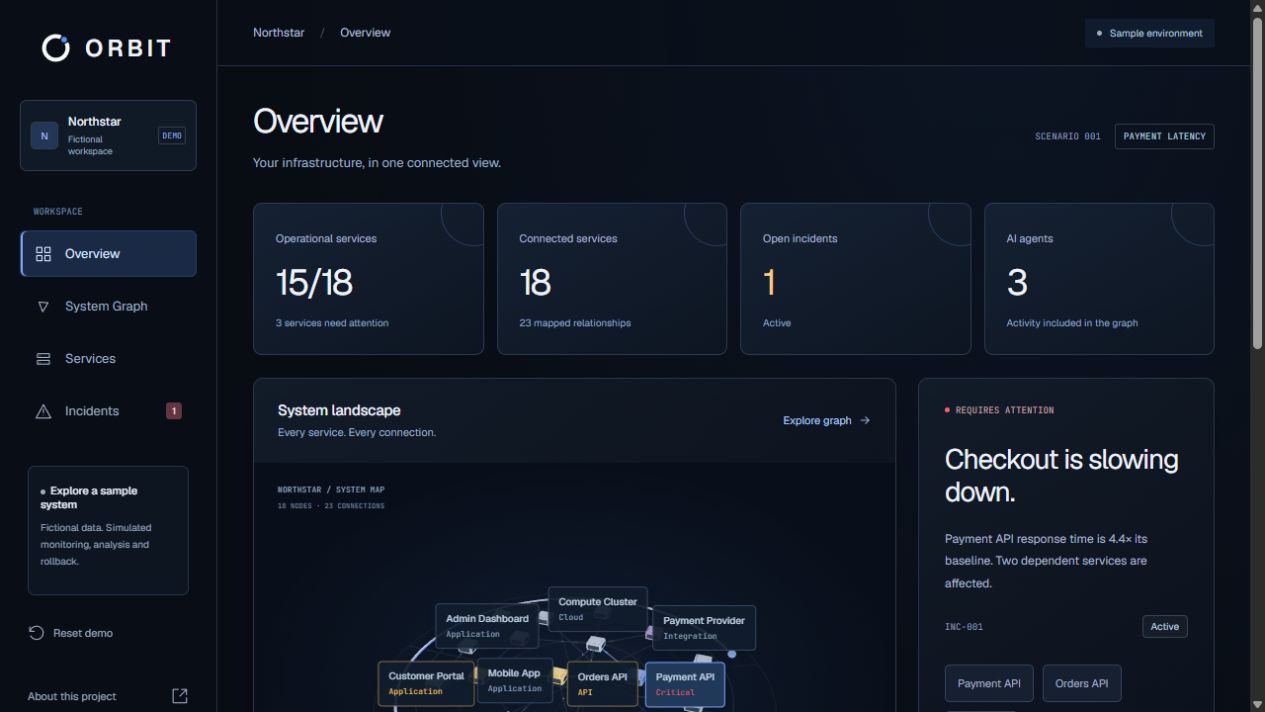 ORBIT
N
Northstar
Fictional
workspace
DEMO
WORKSPACE
Overview
System Graph
Services
Incidents
1
Explore a sample
system
Fictional data. Simulated
monitoring, analysis and
rollback.
Reset demo
About this project
Northstar / Overview
Sample environment
Overview
Your infrastructure, in one connected view.
SCENARIO 001
PAYMENT LATENCY
Operational services
15/18
3 services need attention
Connected services
18
23 mapped relationships
Open incidents
1
Active
AI agents
3
Activity included in the graph
System landscape
Every service. Every connection.
Explore graph →
NORTHSTAR / SYSTEM MAP
18 NODES · 23 CONNECTIONS
Compute Cluster
Cloud
Admin Dashboard
Application
Payment Provider
Integration
Customer Portal
Application
Mobile App
Application
Orders API
API
Payment API
Critical
REQUIRES ATTENTION
Checkout is slowing
down.
Payment API response time is 4.4× its
baseline. Two dependent services are
affected.
INC-001
Active
Payment API
Orders API